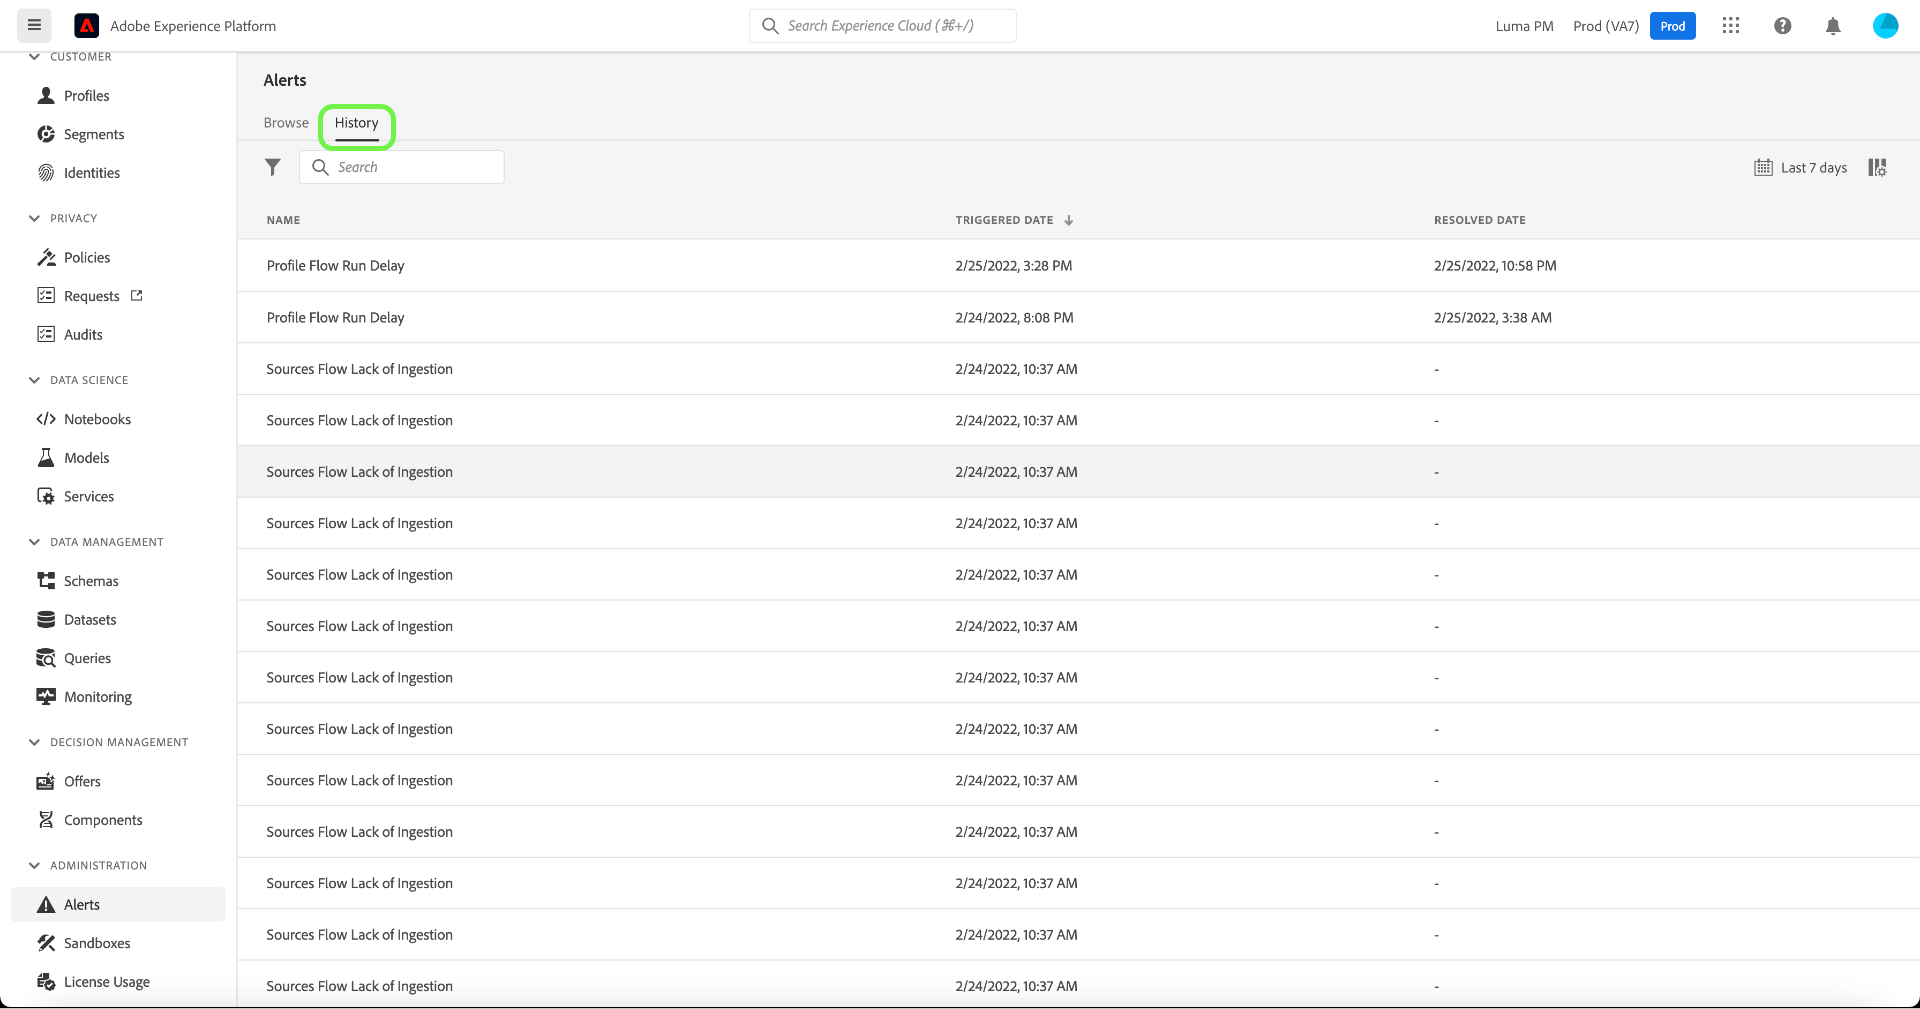 Adobe Experience Platform
Search Experience Cloud (⌘+/)
Luma PM
Prod (VA7)
Prod
CUSTOMER
Profiles
Segments
Identities
PRIVACY
Policies
Requests
Audits
DATA SCIENCE
Notebooks
Models
Services
DATA MANAGEMENT
Schemas
Datasets
Queries
Monitoring
DECISION MANAGEMENT
Offers
Components
ADMINISTRATION
Alerts
Sandboxes
License Usage
Alerts
Browse History
Search
Last 7 days
NAME TRIGGERED DATE RESOLVED DATE
Profile Flow Run Delay 2/25/2022, 3:28 PM 2/25/2022, 10:58 PM
Profile Flow Run Delay 2/24/2022, 8:08 PM 2/25/2022, 3:38 AM
Sources Flow Lack of Ingestion 2/24/2022, 10:37 AM -
Sources Flow Lack of Ingestion 2/24/2022, 10:37 AM -
Sources Flow Lack of Ingestion 2/24/2022, 10:37 AM -
Sources Flow Lack of Ingestion 2/24/2022, 10:37 AM -
Sources Flow Lack of Ingestion 2/24/2022, 10:37 AM -
Sources Flow Lack of Ingestion 2/24/2022, 10:37 AM -
Sources Flow Lack of Ingestion 2/24/2022, 10:37 AM -
Sources Flow Lack of Ingestion 2/24/2022, 10:37 AM -
Sources Flow Lack of Ingestion 2/24/2022, 10:37 AM -
Sources Flow Lack of Ingestion 2/24/2022, 10:37 AM -
Sources Flow Lack of Ingestion 2/24/2022, 10:37 AM -
Sources Flow Lack of Ingestion 2/24/2022, 10:37 AM -
Sources Flow Lack of Ingestion 2/24/2022, 10:37 AM -